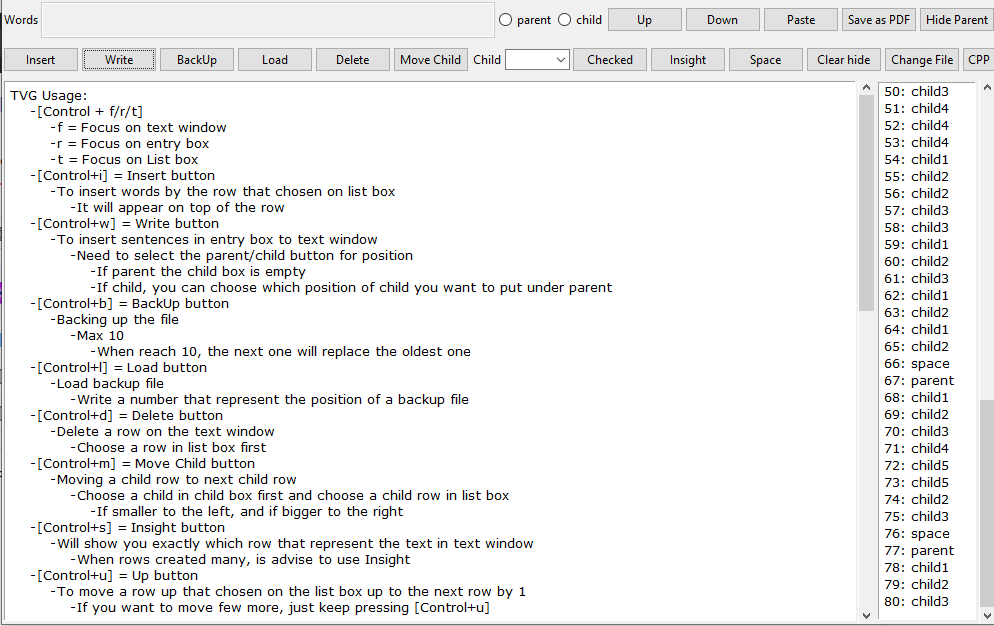 Words parent child Up Down Paste Save as PDF Hide Parent
Insert Write BackUp Load Delete Move Child Child Checked Insight Space Clear hide Change File CPP
TVG Usage:
-[Control + f/r/t]
-f = Focus on text window
-r = Focus on entry box
-t = Focus on List box
-[Control+i] = Insert button
-To insert words by the row that chosen on list box
-It will appear on top of the row
-[Control+w] = Write button
-To insert sentences in entry box to text window
-Need to select the parent/child button for position
-If parent the child box is empty
-If child, you can choose which position of child you want to put under parent
-[Control+b] = BackUp button
-Backing up the file
-Max 10
-When reach 10, the next one will replace the oldest one
-[Control+l] = Load button
-Load backup file
-Write a number that represent the position of a backup file
-[Control+d] = Delete button
-Delete a row on the text window
-Choose a row in list box first
-[Control+m] = Move Child button
-Moving a child row to next child row
-Choose a child in child box first and choose a child row in list box
-If smaller to the left, and if bigger to the right
-[Control+s] = Insight button
-Will show you exactly which row that represent the text in text window
-When rows created many, is advise to use Insight
-[Control+u] = Up button
-To move a row up that chosen on the list box up to the next row by 1
-If you want to move few more, just keep pressing [Control+u]
50: child3
51: child4
52: child4
53: child4
54: child1
55: child2
56: child2
57: child3
58: child3
59: child1
60: child2
61: child3
62: child1
63: child2
64: child1
65: child2
66: space
67: parent
68: child1
69: child2
70: child3
71: child4
72: child5
73: child5
74: child2
75: child3
76: space
77: parent
78: child1
79: child2
80: child3